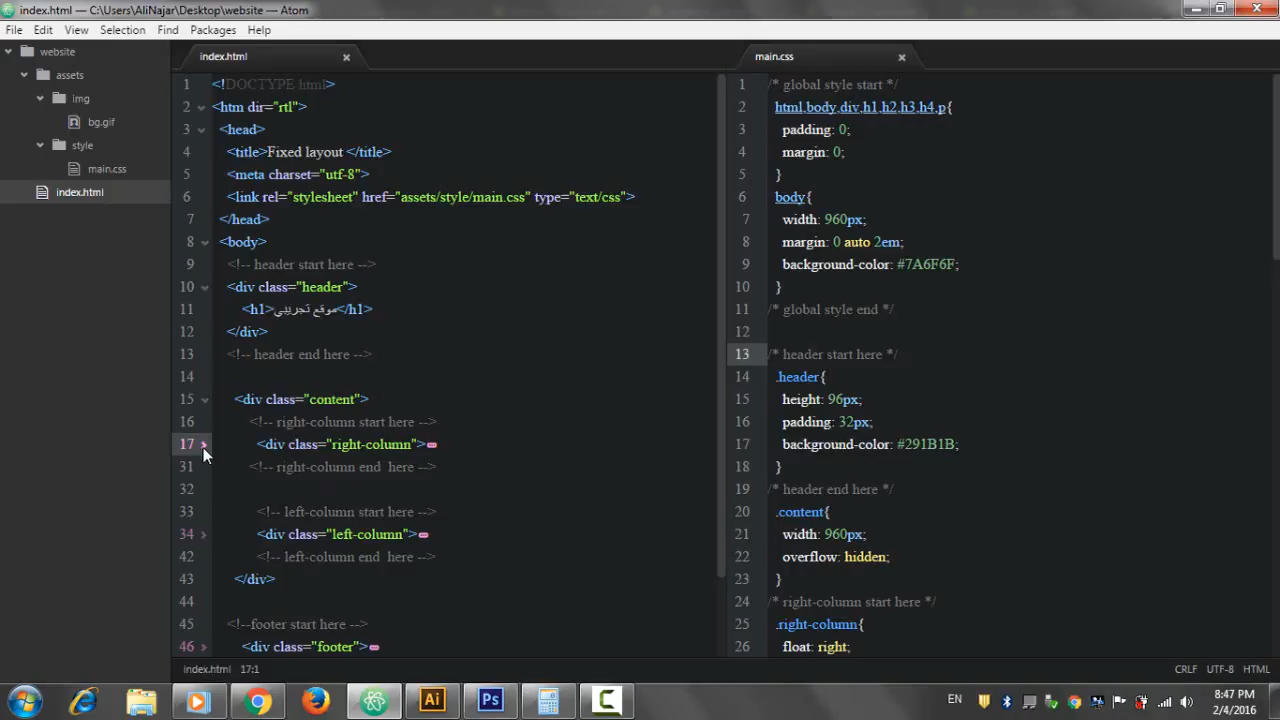 index.html — C:\Users\AliNajar\Desktop\website — Atom
File Edit View Selection Find Packages Help
website
assets
img
bg.gif
style
main.css
index.html
index.html
1 <!DOCTYPE html>
2 <htm dir="rtl">
3 <head>
4 <title>Fixed layout </title>
5 <meta charset="utf-8">
6 <link rel="stylesheet" href="assets/style/main.css" type="text/css">
7 </head>
8 <body>
9 <!-- header start here -->
10 <div class="header">
11 <h1>موقع تجريبي</h1>
12 </div>
13 <!-- header end here -->
14
15 <div class="content">
16 <!-- right-column start here -->
17 <div class="right-column">
31 <!-- right-column end  here -->
32
33 <!-- left-column start here -->
34 <div class="left-column">
42 <!-- left-column end  here -->
43 </div>
44
45 <!--footer start here -->
46 <div class="footer">
main.css
1 /* global style start */
2 html,body,div,h1,h2,h3,h4,p{
3 padding: 0;
4 margin: 0;
5 }
6 body{
7 width: 960px;
8 margin: 0 auto 2em;
9 background-color: #7A6F6F;
10 }
11 /* global style end */
12
13 /* header start here */
14 .header{
15 height: 96px;
16 padding: 32px;
17 background-color: #291B1B;
18 }
19 /* header end here */
20 .content{
21 width: 960px;
22 overflow: hidden;
23 }
24 /* right-column start here */
25 .right-column{
26 float: right;
index.html 17:1 CRLF UTF-8 HTML
Ai Ps C EN 8:47 PM
2/4/2016